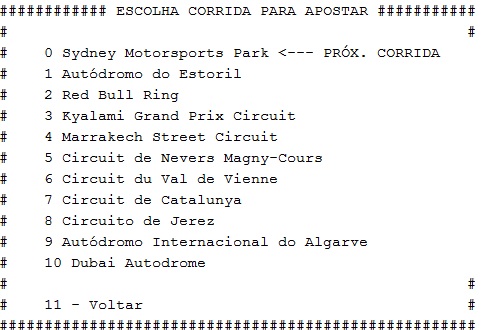 ############ ESCOLHA CORRIDA PARA APOSTAR ###########
#                                                   #
#    0 Sydney Motorsports Park <--- PRÓX. CORRIDA
#    1 Autódromo do Estoril
#    2 Red Bull Ring
#    3 Kyalami Grand Prix Circuit
#    4 Marrakech Street Circuit
#    5 Circuit de Nevers Magny-Cours
#    6 Circuit du Val de Vienne
#    7 Circuit de Catalunya
#    8 Circuito de Jerez
#    9 Autódromo Internacional do Algarve
#    10 Dubai Autodrome
#                                                   #
#    11 - Voltar                                    #
#####################################################